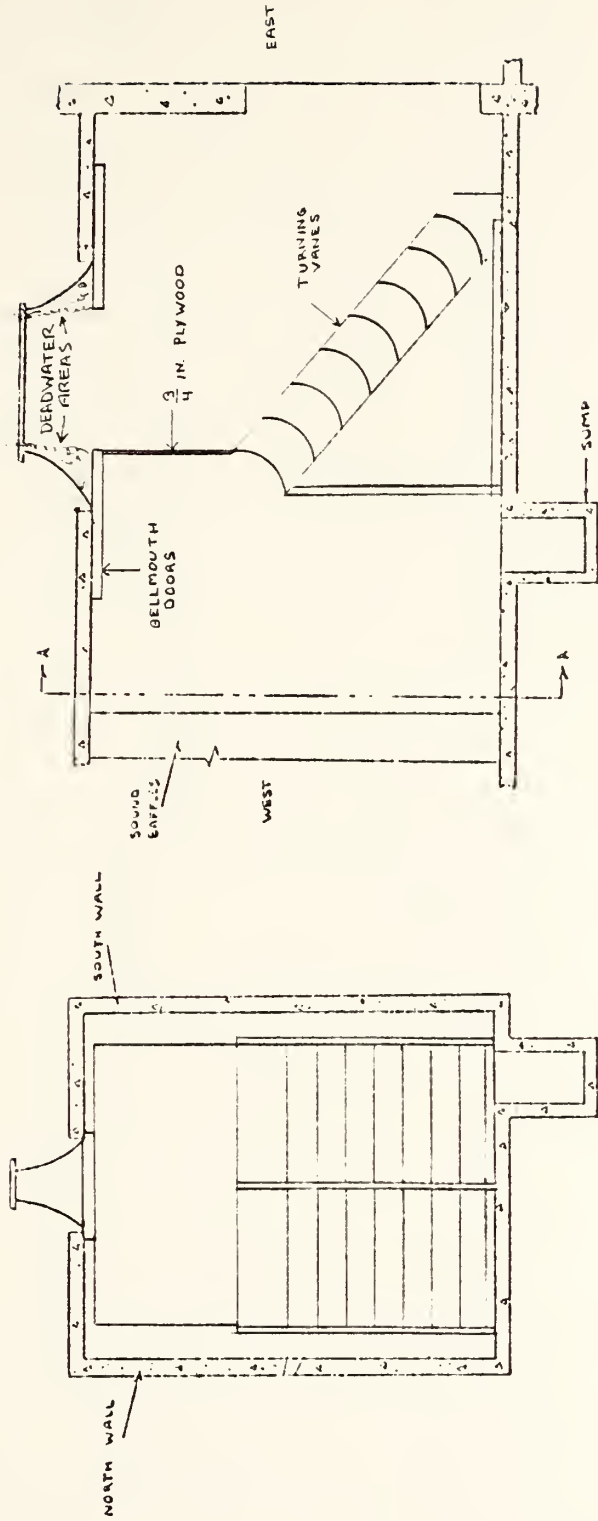 NORTH WALL
SOUTH WALL
SOUND
BAFFLES
WEST
A
A
BELLMOUTH
DOORS
DEADWATER
AREAS
3/4 IN. PLYWOOD
TURNING
VANES
SUMP
EAST